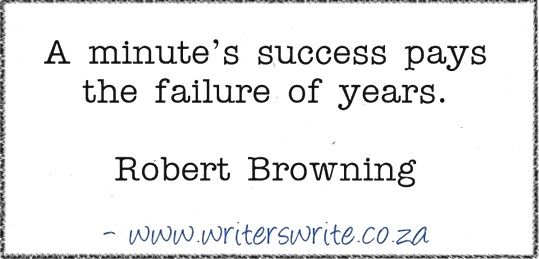 A minute's success pays
the failure of years.
Robert Browning
- www.writerswrite.co.za